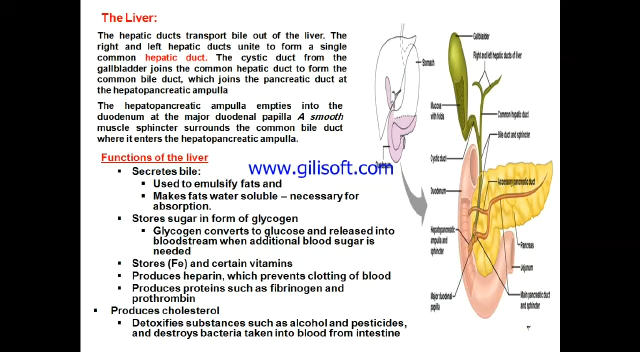 The Liver:
The hepatic ducts transport bile out of the liver. The
right and left hepatic ducts unite to form a single
common hepatic duct. The cystic duct from the
gallbladder joins the common hepatic duct to form the
common bile duct, which joins the pancreatic duct at
the hepatopancreatic ampulla
The hepatopancreatic ampulla empties into the
duodenum at the major duodenal papilla A smooth
muscle sphincter surrounds the common bile duct
where it enters the hepatopancreatic ampulla.
Functions of the liver
Secretes bile:
Used to emulsify fats and
Makes fats water soluble – necessary for
absorption.
Stores sugar in form of glycogen
Glycogen converts to glucose and released into
bloodstream when additional blood sugar is
needed
Stores (Fe) and certain vitamins
Produces heparin, which prevents clotting of blood
Produces proteins such as fibrinogen and
prothrombin
Produces cholesterol
Detoxifies substances such as alcohol and pesticides,
and destroys bacteria taken into blood from intestine
www.gilisoft.com
Gallbladder
Right and left hepatic ducts of liver
Stomach
Mucosa
with folds
Common hepatic duct
Bile duct and sphincter
Cystic duct
Duodenum
Accessory pancreatic duct
Hepatopancreatic
ampulla and
sphincter
Pancreas
Jejunum
Major duodenal
papilla
Main pancreatic duct
and sphincter